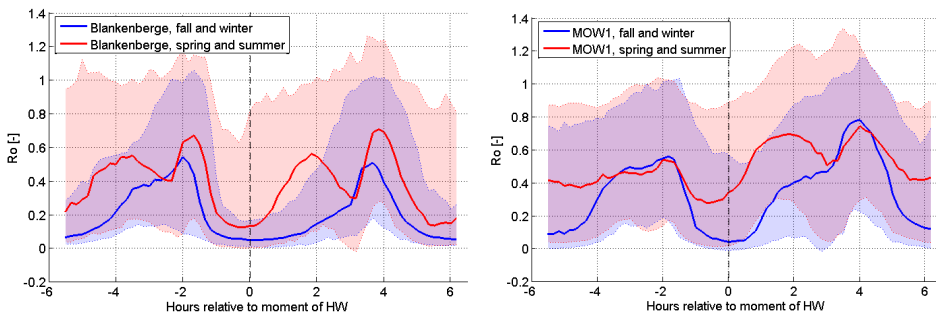 Blankenberge, fall and winter
Blankenberge, spring and summer
Ro [-]
1.4
1.2
1
0.8
0.6
0.4
0.2
0
-0.2
-6 -4 -2 0 2 4 6
Hours relative to moment of HW
MOW1, fall and winter
MOW1, spring and summer
Ro [-]
1.4
1.2
1
0.8
0.6
0.4
0.2
0
-0.2
-6 -4 -2 0 2 4 6
Hours relative to moment of HW